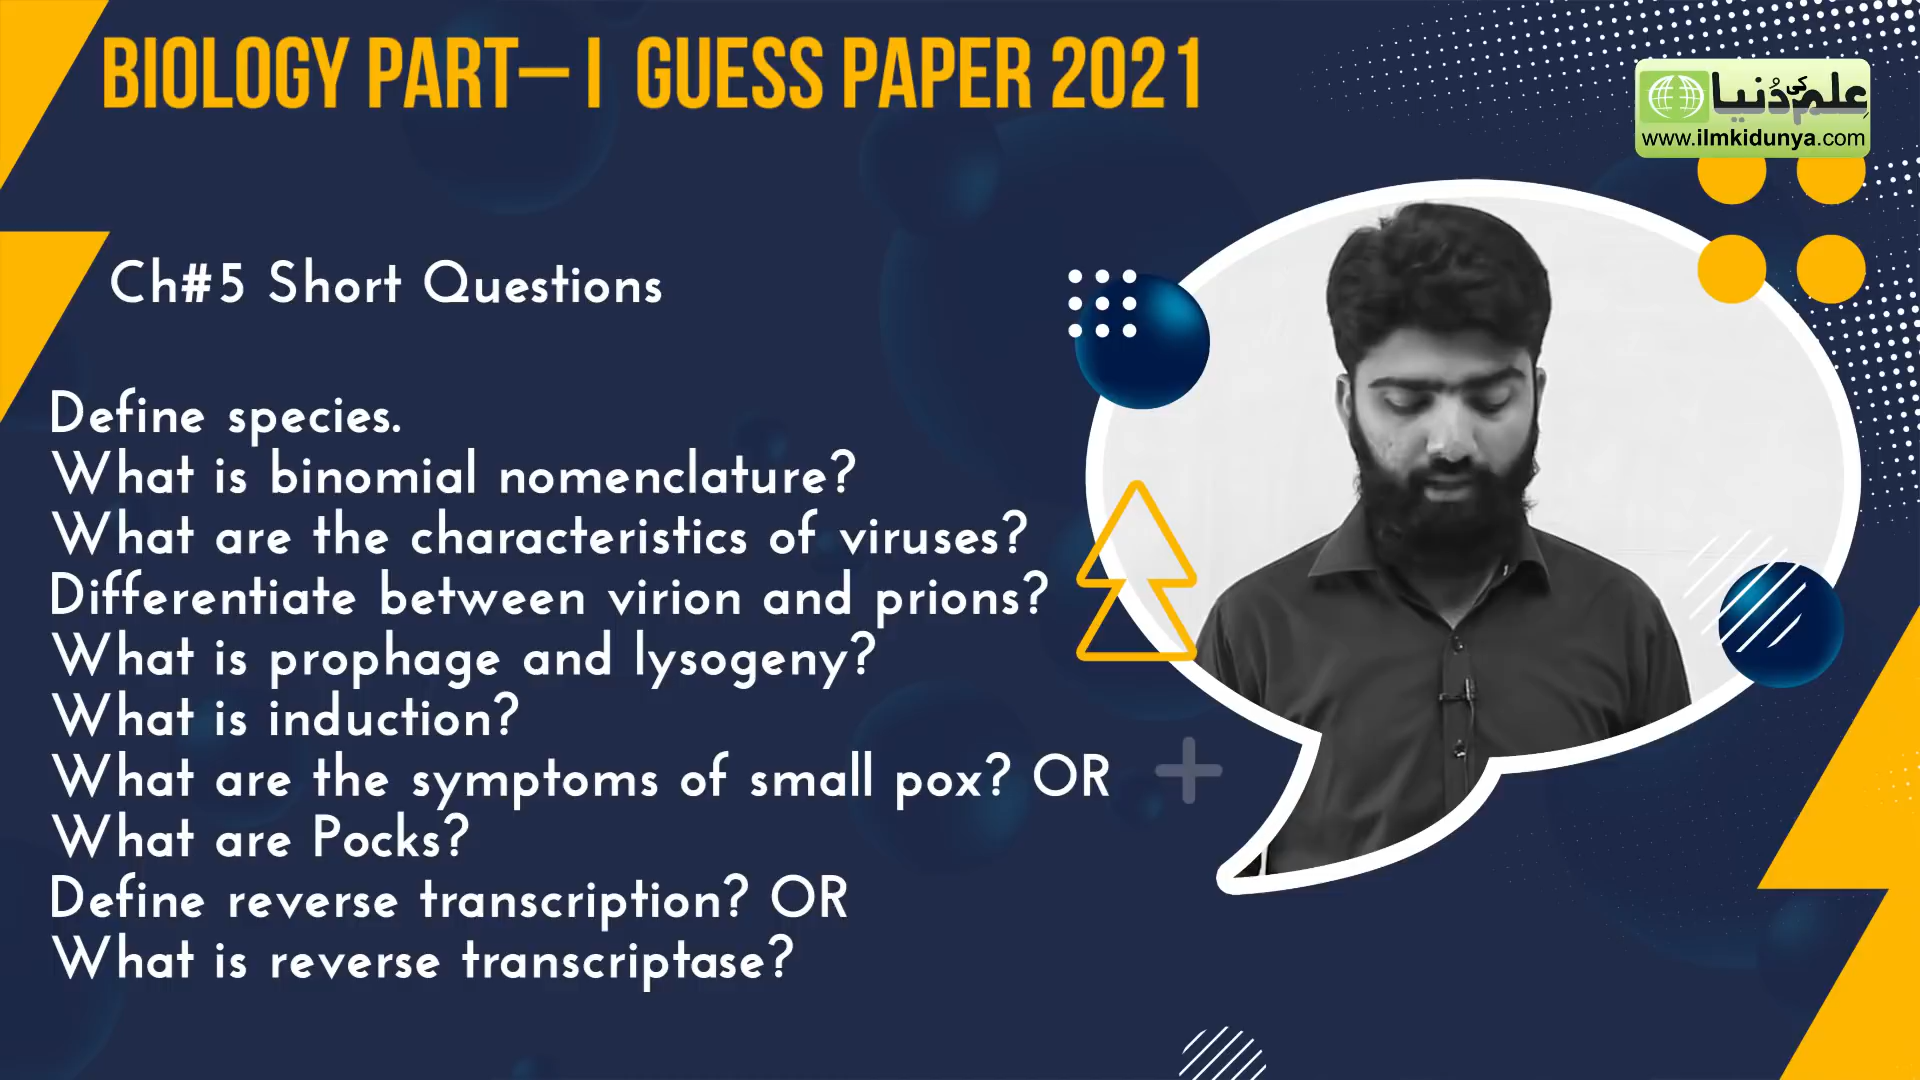 BIOLOGY PART– I GUESS PAPER 2021
علم کی دُنیا
www.ilmkidunya.com
Ch#5 Short Questions
Define species.
What is binomial nomenclature?
What are the characteristics of viruses?
Differentiate between virion and prions?
What is prophage and lysogeny?
What is induction?
What are the symptoms of small pox? OR
What are Pocks?
Define reverse transcription? OR
What is reverse transcriptase?